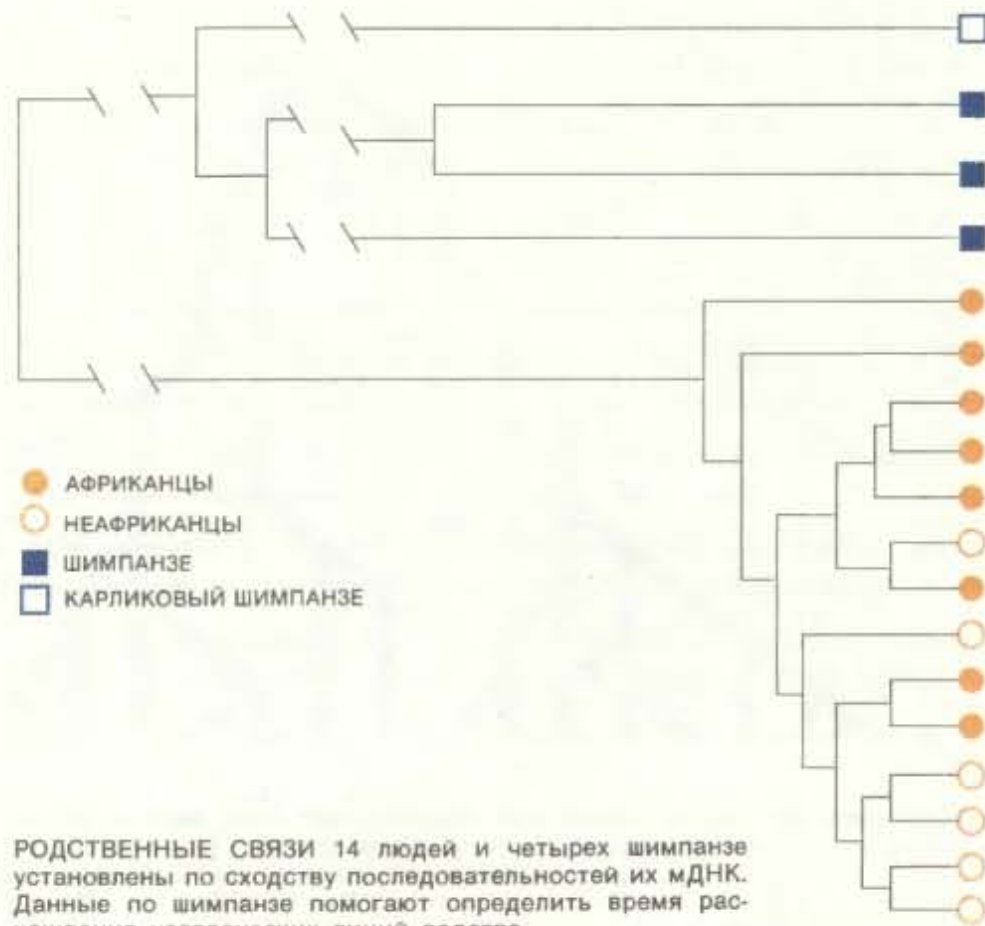 АФРИКАНЦЫ
НЕАФРИКАНЦЫ
ШИМПАНЗЕ
КАРЛИКОВЫЙ ШИМПАНЗЕ
РОДСТВЕННЫЕ СВЯЗИ 14 людей и четырех шимпанзе
установлены по сходству последовательностей их мДНК.
Данные по шимпанзе помогают определить время рас-